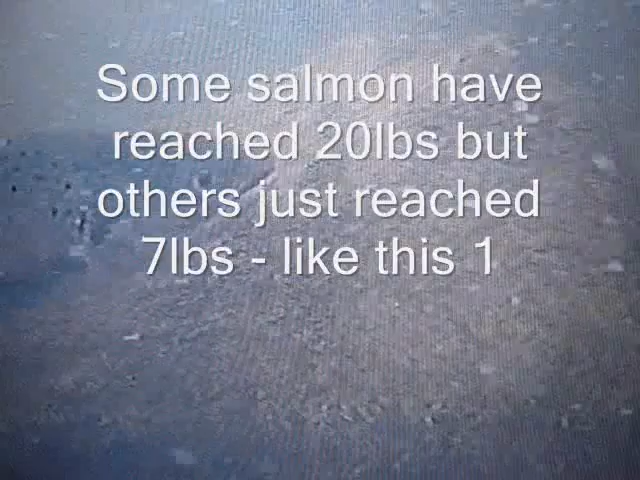 Some salmon have
reached 20lbs but
others just reached
7lbs - like this 1